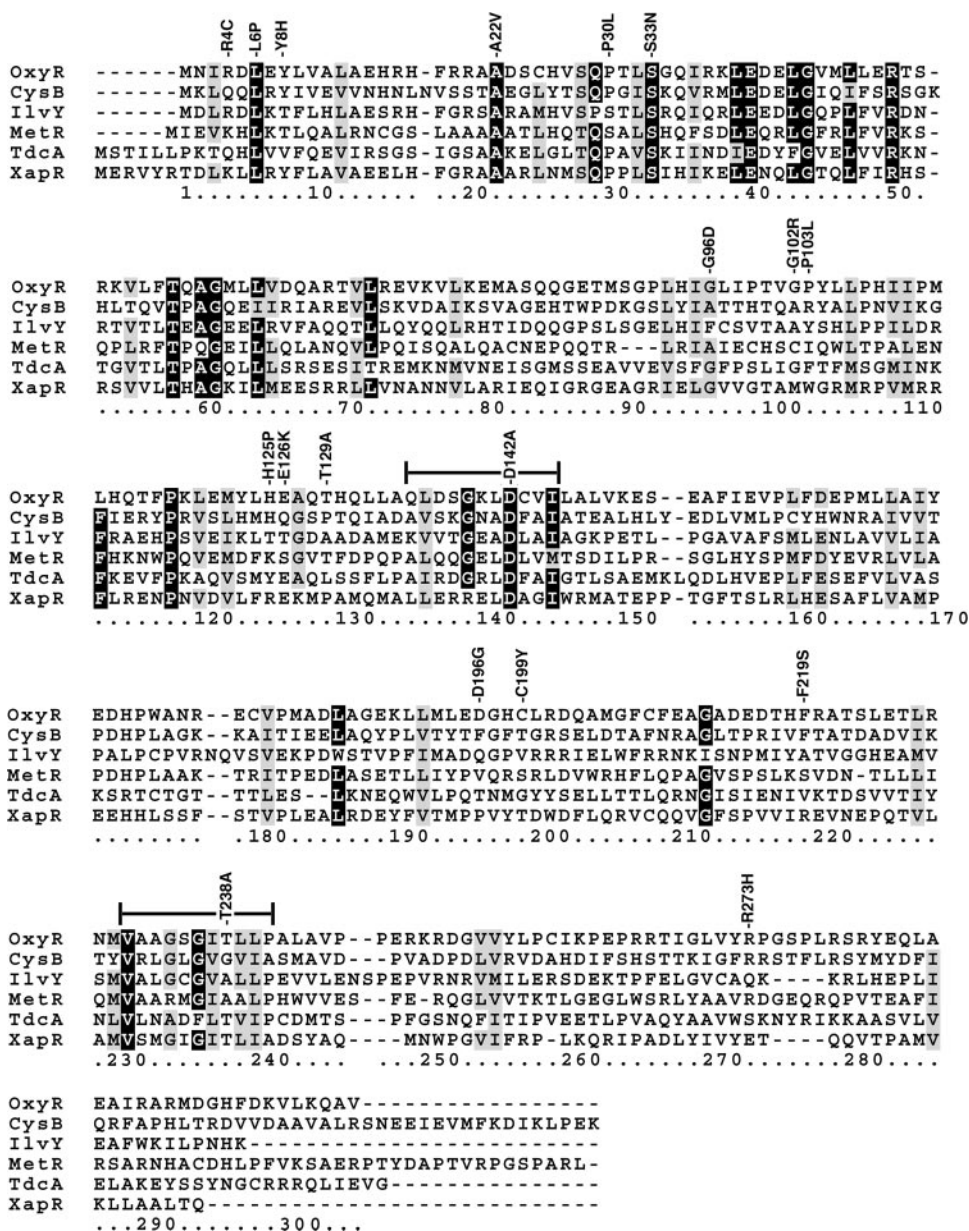 -R4C -L6P -Y8H -A22V -P30L -S33N
OxyR ------MNIRDLEYLVALAEHRH-FRRAADSCHVSQPTLSGQIRKLEDELGVMLLERTS-
CysB ------MKLQQLRYIVEVVNHNLNVSSTAEGLYTSQPGISKQVRMLEDELGIQIFSRSGK
IlvY ------MDLRDLKTFLHLAESRH-FGRSARAMHVSPSTLSRQIQRLEEDLGQPLFVRDN-
MetR -----MIEVKHLKTLQALRNCGS-LAAAAATLHQTQSALSHQFSDLEQRLGFRLFVRKS-
TdcA MSTILLPKTQHLVVFQEVIRSGS-IGSAAKELGLTQPAVSKIINDIEDYFGVELVVRKN-
XapR MERVYRTDLKLLRYFLAVAEELH-FGRAAARLNMSQPPLSIHIKELENQLGTQLFIRHS-
1........10........20........30........40........50..
-G96D -G102R -P103L
OxyR RKVLFTQAGMLLVDQARTVLREVKVLKEMASQQGETMSGPLHIGLIPTVGPYLLPHIIPM
CysB HLTQVTPAGQEIIRIAREVLSKVDAIKSVAGEHTWPDKGSLYIATTHTQARYALPNVIKG
IlvY RTVTLTEAGEELRVFAQQTLLQYQQLRHTIDQQGPSLSGELHIFCSVTAAYSHLPPILDR
MetR QPLRFTPQGEILLQLANQVLPQISQALQACNEPQQTR---LRIAIECHSCIQWLTPALEN
TdcA TGVTLTPAGQLLLSRSESITREMKNMVNEISGMSSEAVVEVSFGFPSLIGFTFMSGMINK
XapR RSVVLTHAGKILMEESRRLLVNANNVLARIEQIGRGEAGRIELGVVGTAMWGRMRPVMRR
.......60........70........80........90........100.......110
-H125P -E126K -T129A -D142A
OxyR LHQTFPKLEMYLHEAQTHQLLAQLDSGKLDCVILALVKES--EAFIEVPLFDEPMLLAIY
CysB FIERYPRVSLHMHQGSPTQIADAVSKGNADFAIATEALHLY-EDLVMLPCYHWNRAIVVT
IlvY FRAEHPSVEIKLTTGDAADAMEKVVTGEADLAIAGKPETL--PGAVAFSMLENLAVVLIA
MetR FHKNWPQVEMDFKSGVTFDPQPALQQGELDLVMTSDILPR--SGLHYSPMFDYEVRLVLA
TdcA FKEVFPKAQVSMYEAQLSSFLPAIRDGRLDFAIGTLSAEMKLQDLHVEPLFESEFVLVAS
XapR FLRENPNVDVLFREKMPAMQMALLERRELDAGIWRMATEPP-TGFTSLRLHESAFLVAMP
.......120.......130.......140.......150.......160.......170
-D196G -C199Y -F219S
OxyR EDHPWANR--ECVPMADLAGEKLLMLEDGHCLRDQAMGFCFEAGADEDTHFRATSLETLR
CysB PDHPLAGK--KAITIEELAQYPLVTYTFGFTGRSELDTAFNRAGLTPRIVFTATDADVIK
IlvY PALPCPVRNQVSVEKPDWSTVPFIMADQGPVRRRIELWFRRNKISNPMIYATVGGHEAMV
MetR PDHPLAAK--TRITPEDLASETLLIYPVQRSRLDVWRHFLQPAGVSPSLKSVDN-TLLLI
TdcA KSRTCTGT--TTLES--LKNEQWVLPQTNMGYYSELLTTLQRNGISIENIVKTDSVVTIY
XapR EEHHLSSF--STVPLEALRDEYFVTMPPVYTDWDFLQRVCQQVGFSPVVIREVNEPQTVL
........180.......190.......200.......210.......220........
-T238A -R273H
OxyR NMVAAGSGITLLPALAVP--PERKRDGVVYLPCIKPEPRRTIGLVYRPGSPLRSRYEQLA
CysB TYVRLGLGVGVIASMAVD--PVADPDLVRVDAHDIFSHSTTKIGFRRSTFLRSYMYDFI
IlvY SMVALGCGVALLPEVVLENSPEPVRNRVMILERSDEKTPFELGVCAQK----KRLHEPLI
MetR QMVAARMGIAALPHWVVES--FE-RQGLVVTKTLGEGLWSRLYAAVRDGEQRQPVTEAFI
TdcA NLVLNADFLTVIPCDMTS---PFGSNQFITIPVEETLPVAQYAAVWSKNYRIKKAASVLV
XapR AMVSMGIGITLIADSYAQ----MNWPGVIFRP-LKQRIPADLYIVYET----QQVTPAMV
.230.......240.......250.......260.......270.......280.....
OxyR EAIRARMDGHFDKVLKQAV-----------------
CysB QRFAPHLTRDVVDAAVALRSNEEIEVMFKDIKLPEK
IlvY EAFWKILPNHK-------------------------
MetR RSARNHACDHLPFVKSAERPTYDAPTVRPGSPARL-
TdcA ELAKEYSSYNGCRRRQLIEVG---------------
XapR KLLAALTQ----------------------------
...290.......300...